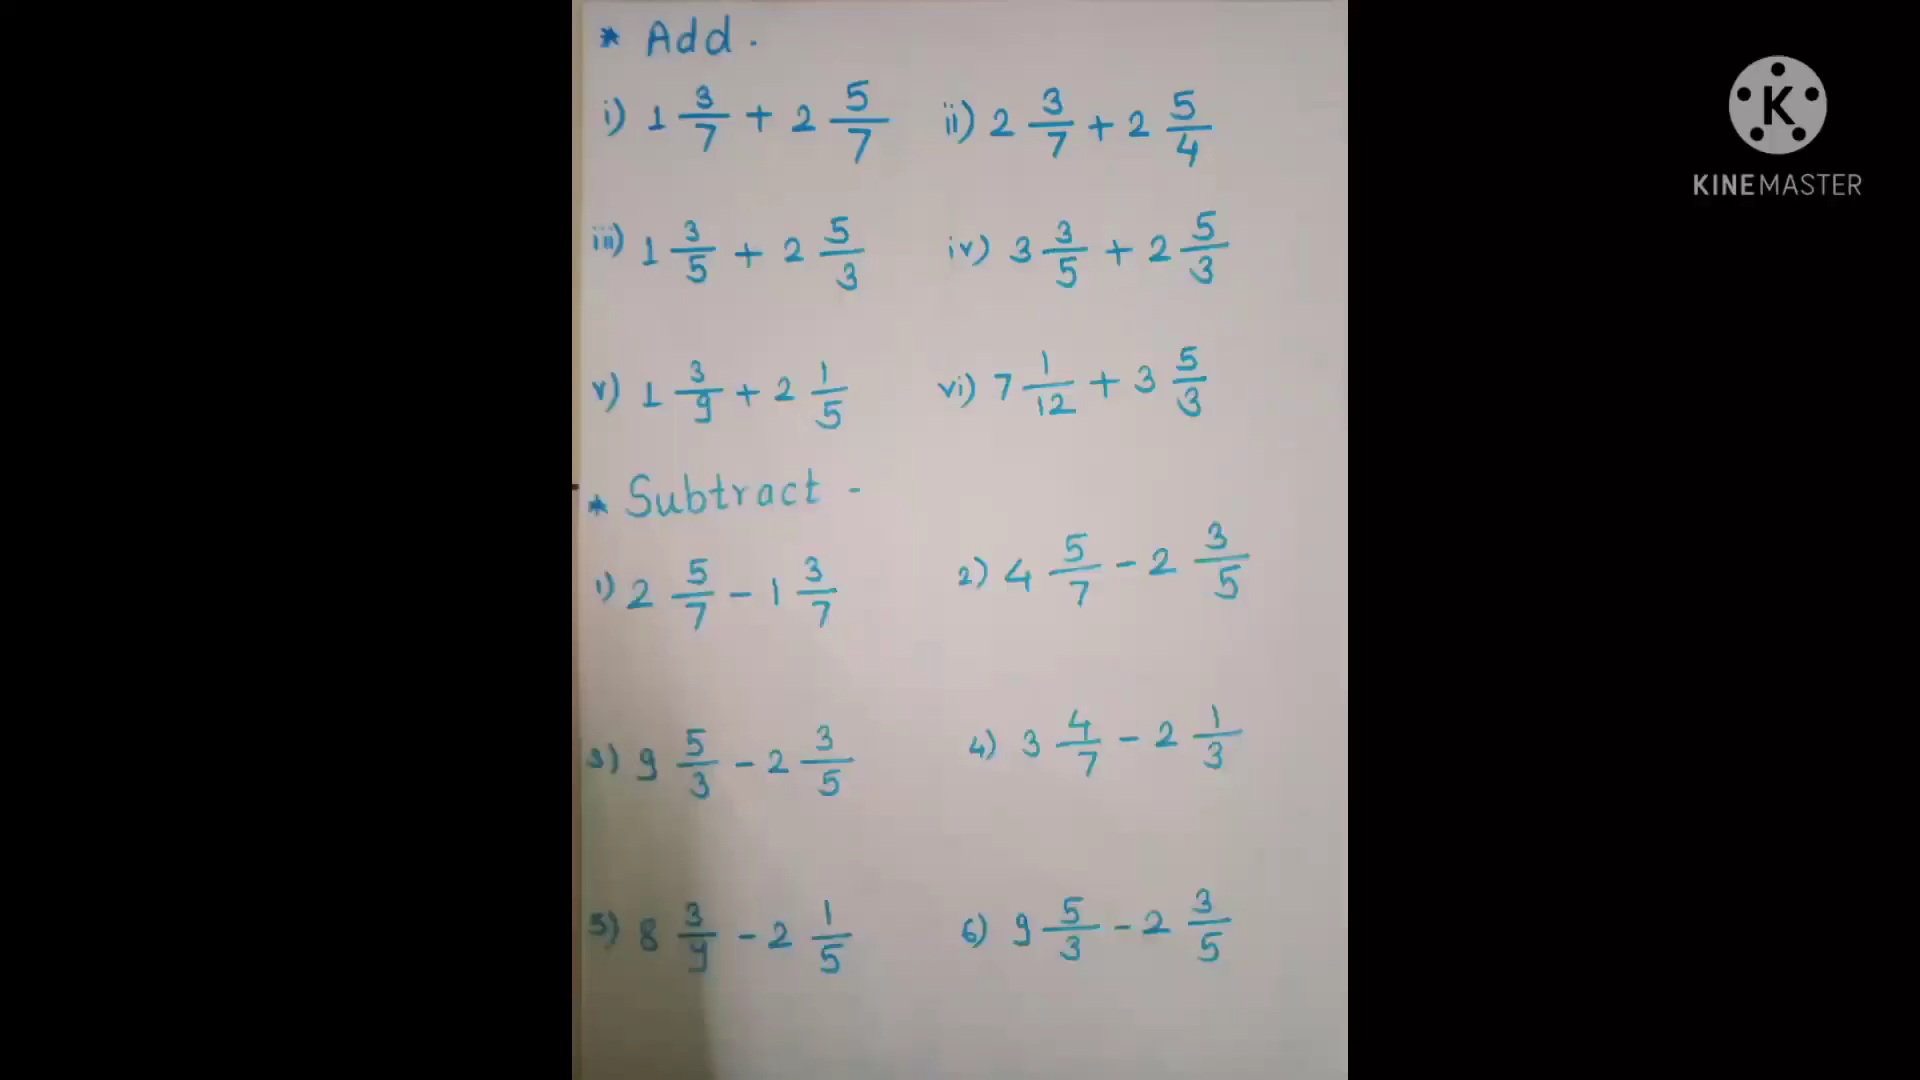 * Add.
i) 1 3/7 + 2 5/7 ii) 2 3/7 + 2 5/4
iii) 1 3/5 + 2 5/3 iv) 3 3/5 + 2 5/3
v) 1 3/9 + 2 1/5 vi) 7 1/12 + 3 5/3
* Subtract -
1) 2 5/7 - 1 3/7 2) 4 5/7 - 2 3/5
3) 9 5/3 - 2 3/5 4) 3 4/7 - 2 1/3
5) 8 3/9 - 2 1/5 6) 9 5/3 - 2 3/5
K
KINEMASTER